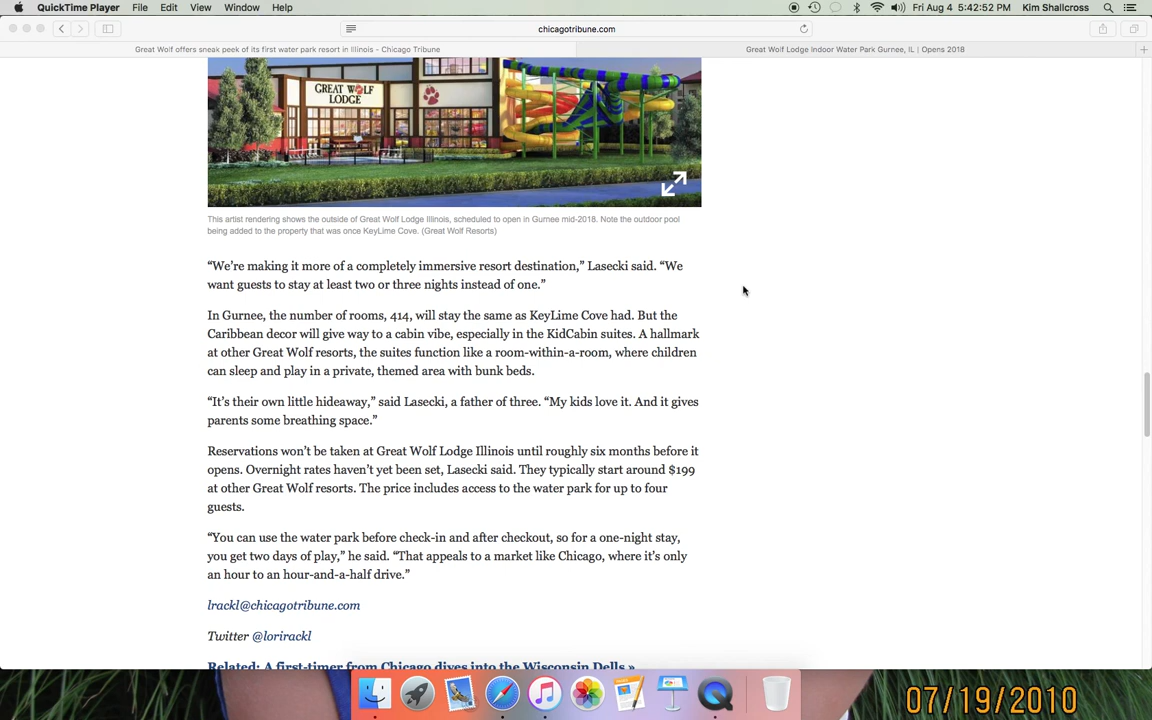 QuickTime Player File Edit View Window Help Fri Aug 4 5:42:52 PM Kim Shallcross
chicagotribune.com
Great Wolf offers sneak peek of its first water park resort in Illinois - Chicago Tribune
Great Wolf Lodge Indoor Water Park Gurnee, IL | Opens 2018
GREAT WOLF
LODGE
This artist rendering shows the outside of Great Wolf Lodge Illinois, scheduled to open in Gurnee mid-2018. Note the outdoor pool
being added to the property that was once KeyLime Cove. (Great Wolf Resorts)
“We’re making it more of a completely immersive resort destination,” Lasecki said. “We
want guests to stay at least two or three nights instead of one.”
In Gurnee, the number of rooms, 414, will stay the same as KeyLime Cove had. But the
Caribbean decor will give way to a cabin vibe, especially in the KidCabin suites. A hallmark
at other Great Wolf resorts, the suites function like a room-within-a-room, where children
can sleep and play in a private, themed area with bunk beds.
“It’s their own little hideaway,” said Lasecki, a father of three. “My kids love it. And it gives
parents some breathing space.”
Reservations won’t be taken at Great Wolf Lodge Illinois until roughly six months before it
opens. Overnight rates haven’t yet been set, Lasecki said. They typically start around $199
at other Great Wolf resorts. The price includes access to the water park for up to four
guests.
“You can use the water park before check-in and after checkout, so for a one-night stay,
you get two days of play,” he said. “That appeals to a market like Chicago, where it’s only
an hour to an hour-and-a-half drive.”
lrackl@chicagotribune.com
Twitter @lorirackl
Related: A first-timer from Chicago dives into the Wisconsin Dells »
07/19/2010